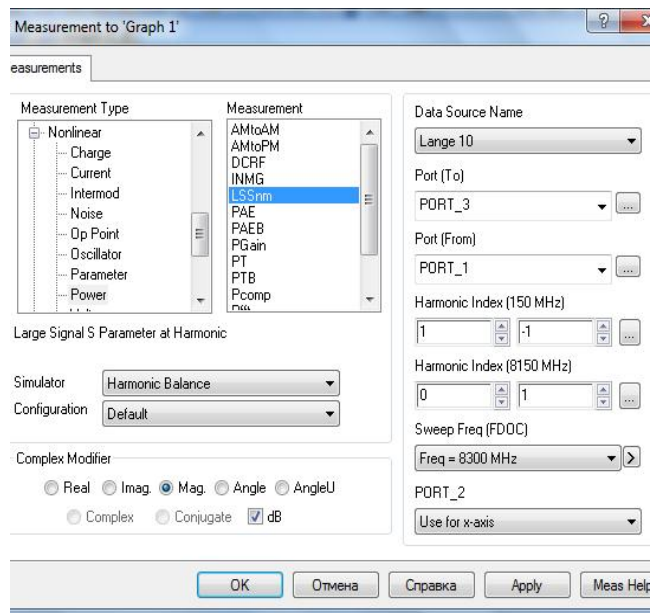 Measurement to 'Graph 1'
easurements
Measurement Type
Nonlinear
Charge
Current
Intermod
Noise
Op Point
Oscillator
Parameter
Power
Measurement
AMtoAM
AMtoPM
DCRF
INMG
LSSnm
PAE
PAEB
PGain
PT
PTB
Pcomp
Large Signal S Parameter at Harmonic
Simulator Harmonic Balance
Configuration Default
Complex Modifier
Real Imag. Mag. Angle AngleU
Complex Conjugate dB
Data Source Name
Lange 10
Port (To)
PORT_3 ...
Port (From)
PORT_1 ...
Harmonic Index (150 MHz)
1 -1 ...
Harmonic Index (8150 MHz)
0 1 ...
Sweep Freq (FDOC)
Freq = 8300 MHz >
PORT_2
Use for x-axis
OK Отмена Справка Apply Meas Help